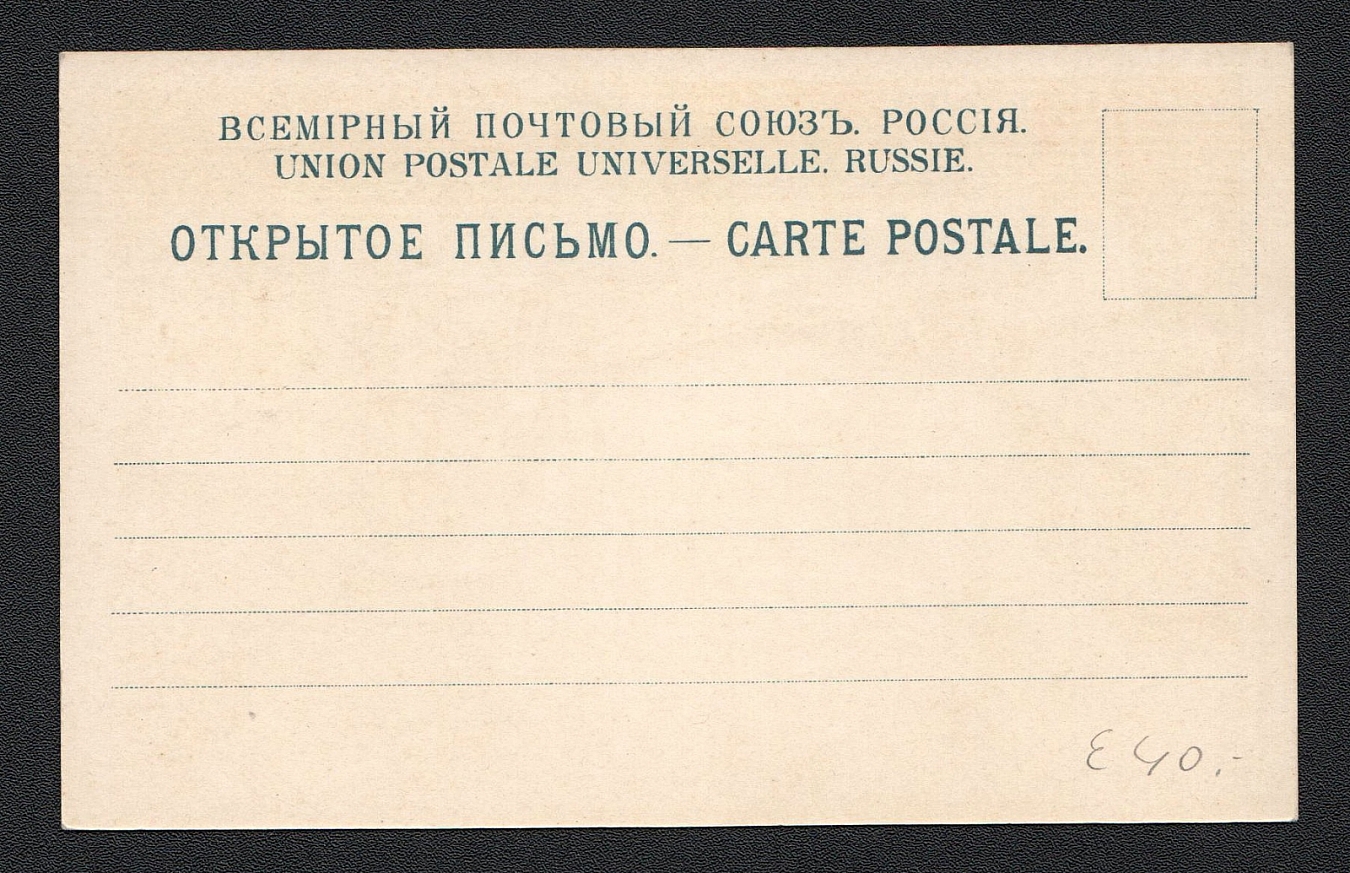 ВСЕМІРНЫЙ ПОЧТОВЫЙ СОЮЗЪ. РОССІЯ.
UNION POSTALE UNIVERSELLE. RUSSIE.
ОТКРЫТОЕ ПИСЬМО. — CARTE POSTALE.
£ 40.-